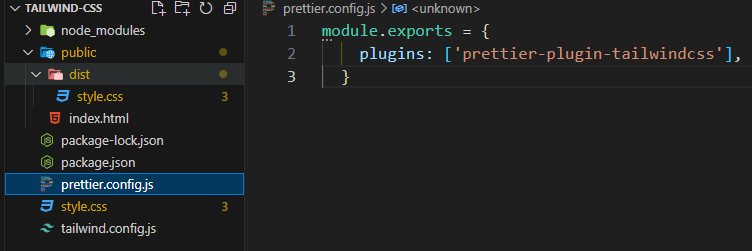 TAILWIND-CSS
node_modules
public
dist
style.css 3
index.html
package-lock.json
package.json
prettier.config.js
style.css 3
tailwind.config.js
prettier.config.js > <unknown>
1 module.exports = {
2 plugins: ['prettier-plugin-tailwindcss'],
3 }